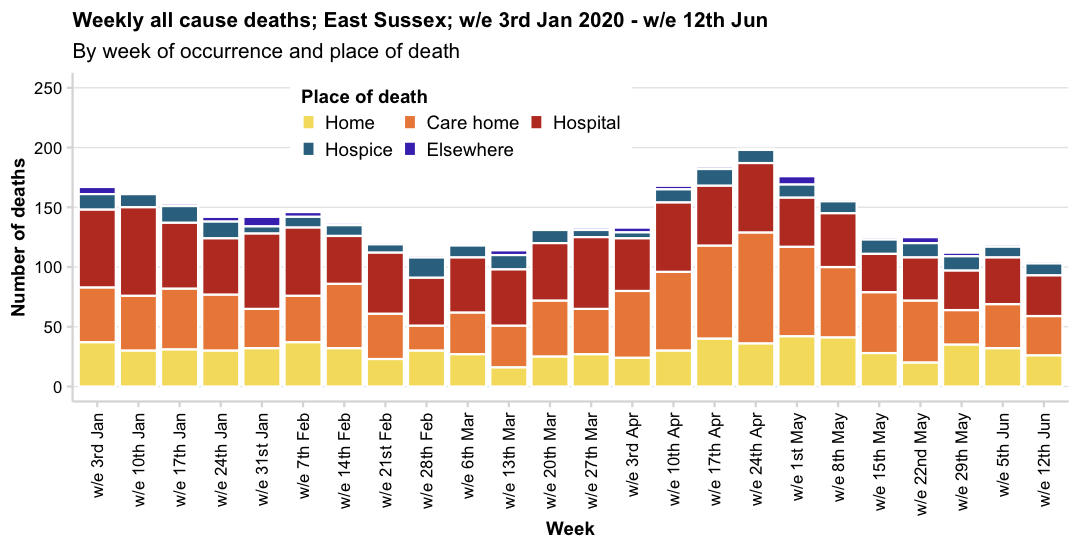 Weekly all cause deaths; East Sussex; w/e 3rd Jan 2020 - w/e 12th Jun
By week of occurrence and place of death
Place of death
Home Care home Hospital
Hospice Elsewhere
Number of deaths
250
200
150
100
50
0
w/e 3rd Jan
w/e 10th Jan
w/e 17th Jan
w/e 24th Jan
w/e 31st Jan
w/e 7th Feb
w/e 14th Feb
w/e 21st Feb
w/e 28th Feb
w/e 6th Mar
w/e 13th Mar
w/e 20th Mar
w/e 27th Mar
w/e 3rd Apr
w/e 10th Apr
w/e 17th Apr
w/e 24th Apr
w/e 1st May
w/e 8th May
w/e 15th May
w/e 22nd May
w/e 29th May
w/e 5th Jun
w/e 12th Jun
Week